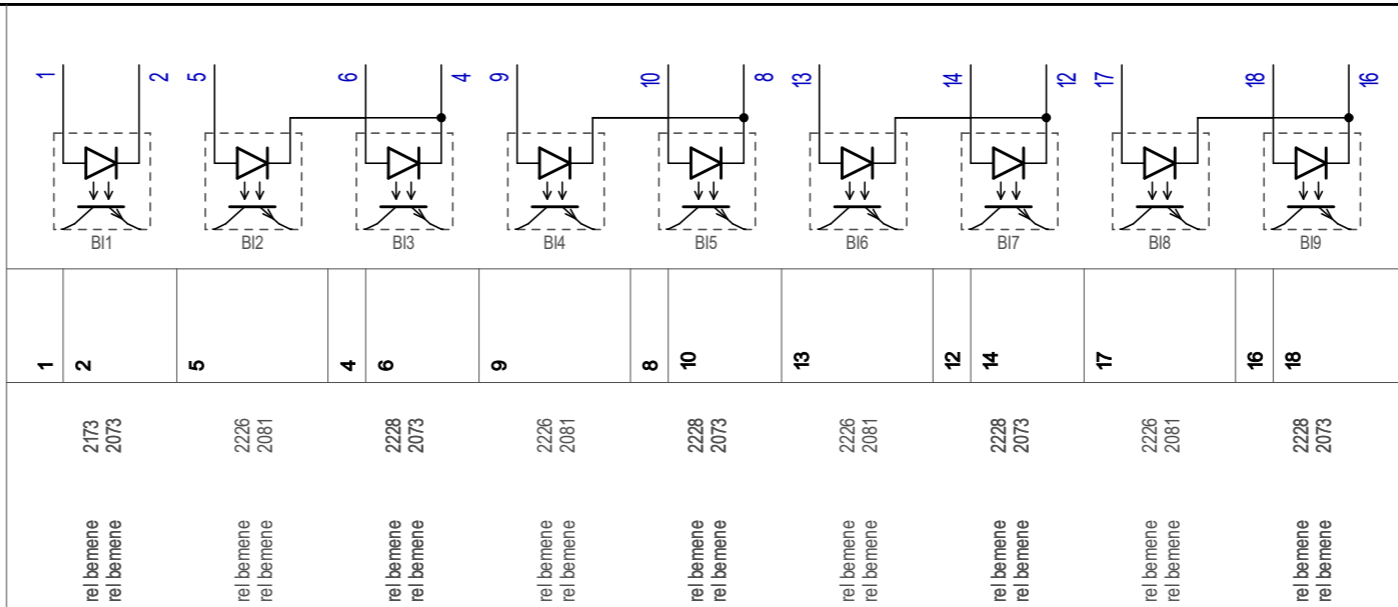 1 2 5 6 4 9 10 8 13 14 12 17 18 16
BI1 BI2 BI3 BI4 BI5 BI6 BI7 BI8 BI9
1 2 5 4 6 9 8 10 13 12 14 17 16 18
2173 2226 2228 2226 2228 2226 2228 2226 2228
2073 2081 2073 2081 2073 2081 2073 2081 2073
rel bemene rel bemene rel bemene rel bemene rel bemene rel bemene rel bemene rel bemene rel bemene
rel bemene rel bemene rel bemene rel bemene rel bemene rel bemene rel bemene rel bemene rel bemene